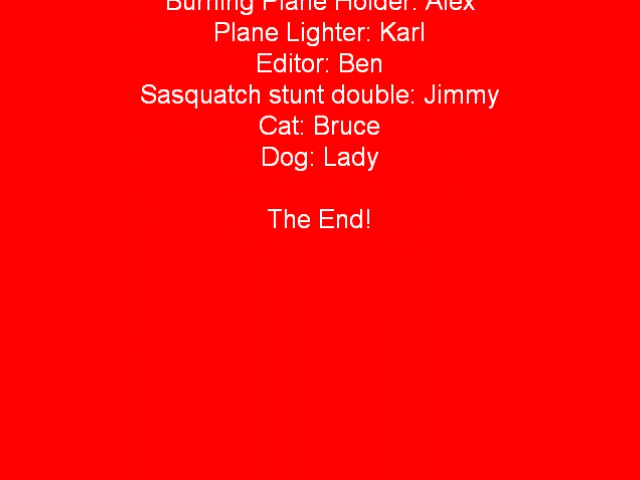 Burning Plane Holder: Alex
Plane Lighter: Karl
Editor: Ben
Sasquatch stunt double: Jimmy
Cat: Bruce
Dog: Lady
The End!